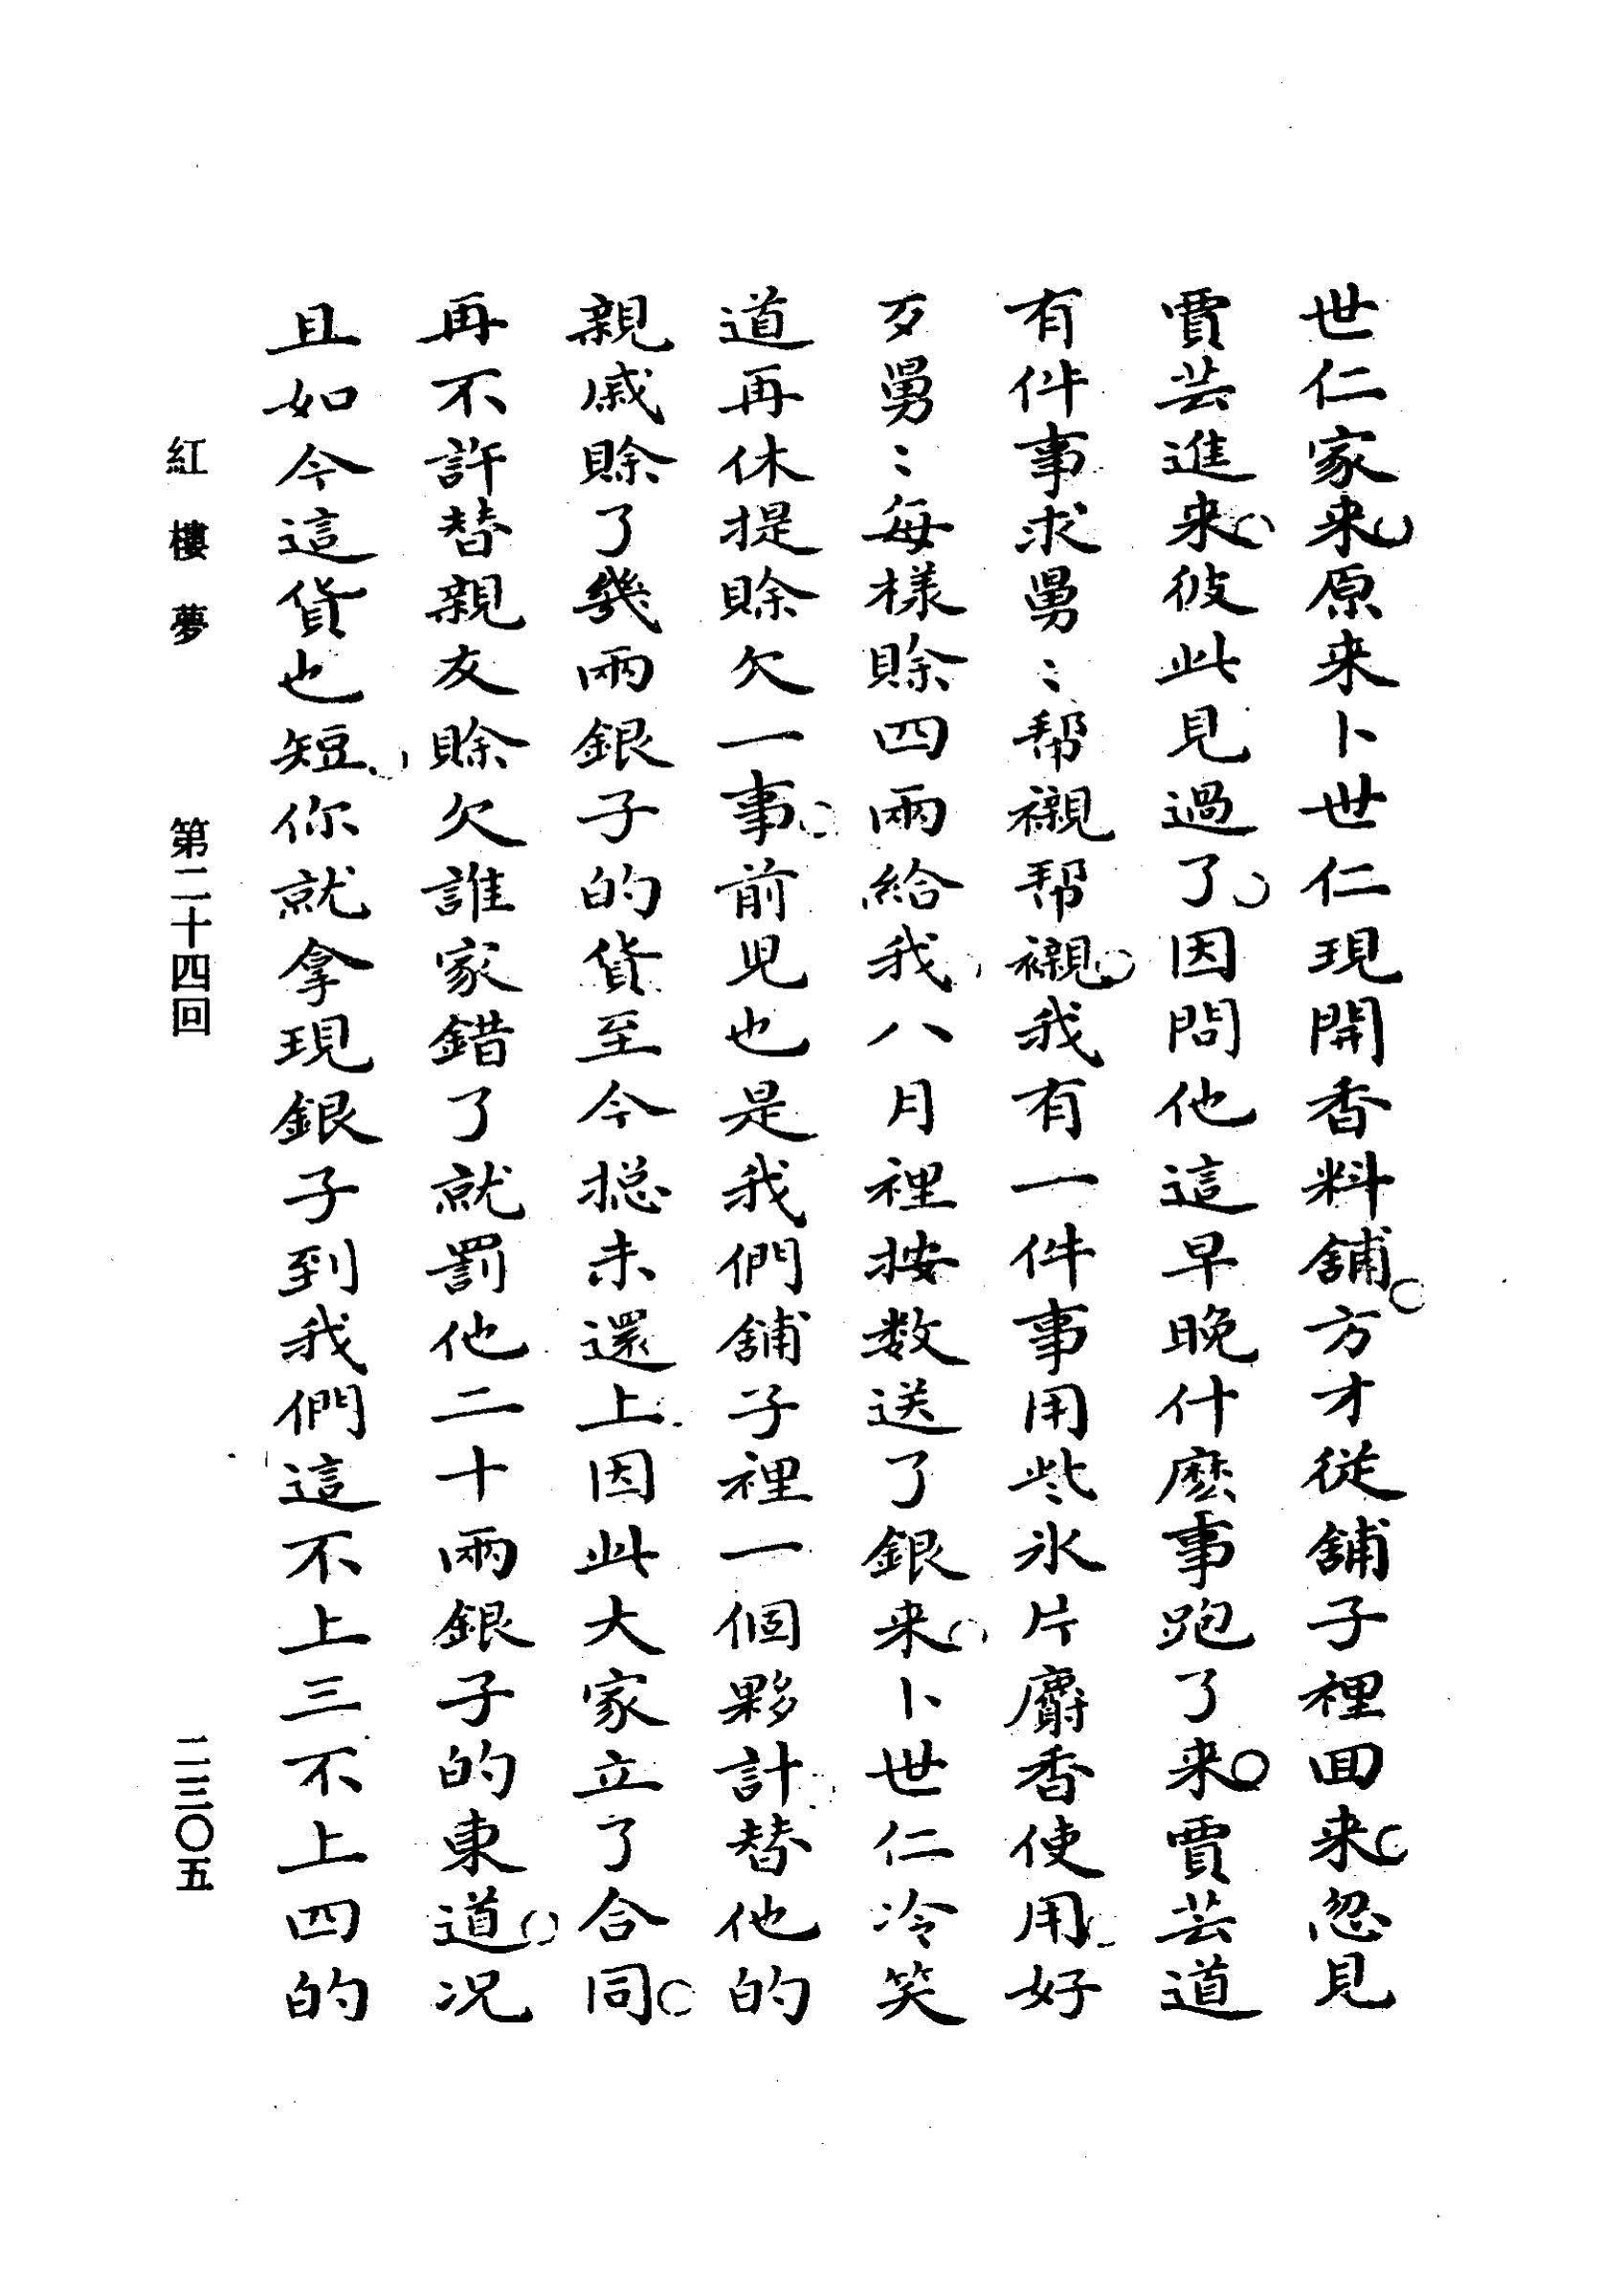 世仁家来原来卜世仁現開香料舖方才從舖子裡回来忽見
賈芸進来彼此見過了因問他這早晚什麽事跑了来賈芸道
有件事求舅〻帮襯帮襯我有一件事用些氷片麝香使用好
歹舅〻每樣賒四兩給我八月裡按数送了銀来卜世仁冷笑
道再休提賒欠一事前児也是我們舖子裡一個夥計替他的
親戚賒了幾兩銀子的貨至今揔未還上因此大家立了合同
再不許替親友賒欠誰家錯了就罰他二十兩銀子的東道况
且如今這貨也短你就拿現銀子到我們這不上三不上四的
紅樓夢 第二十四回 二三〇五